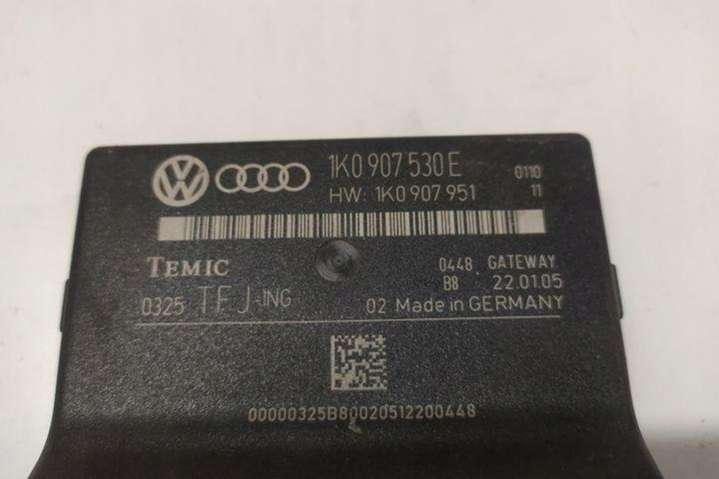 1K0 907 530 E 0110
HW: 1K0 907 951 11
TEMIC 0448 GATEWAY
B8 22.01.05
0325 TFJ-ING 02 Made in GERMANY
00000325B80020512200448